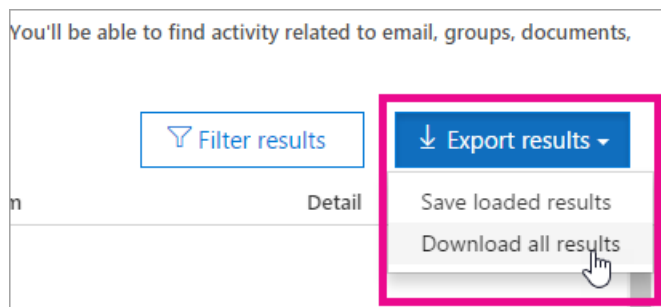 You'll be able to find activity related to email, groups, documents,
Filter results
Export results
Detail
Save loaded results
Download all results